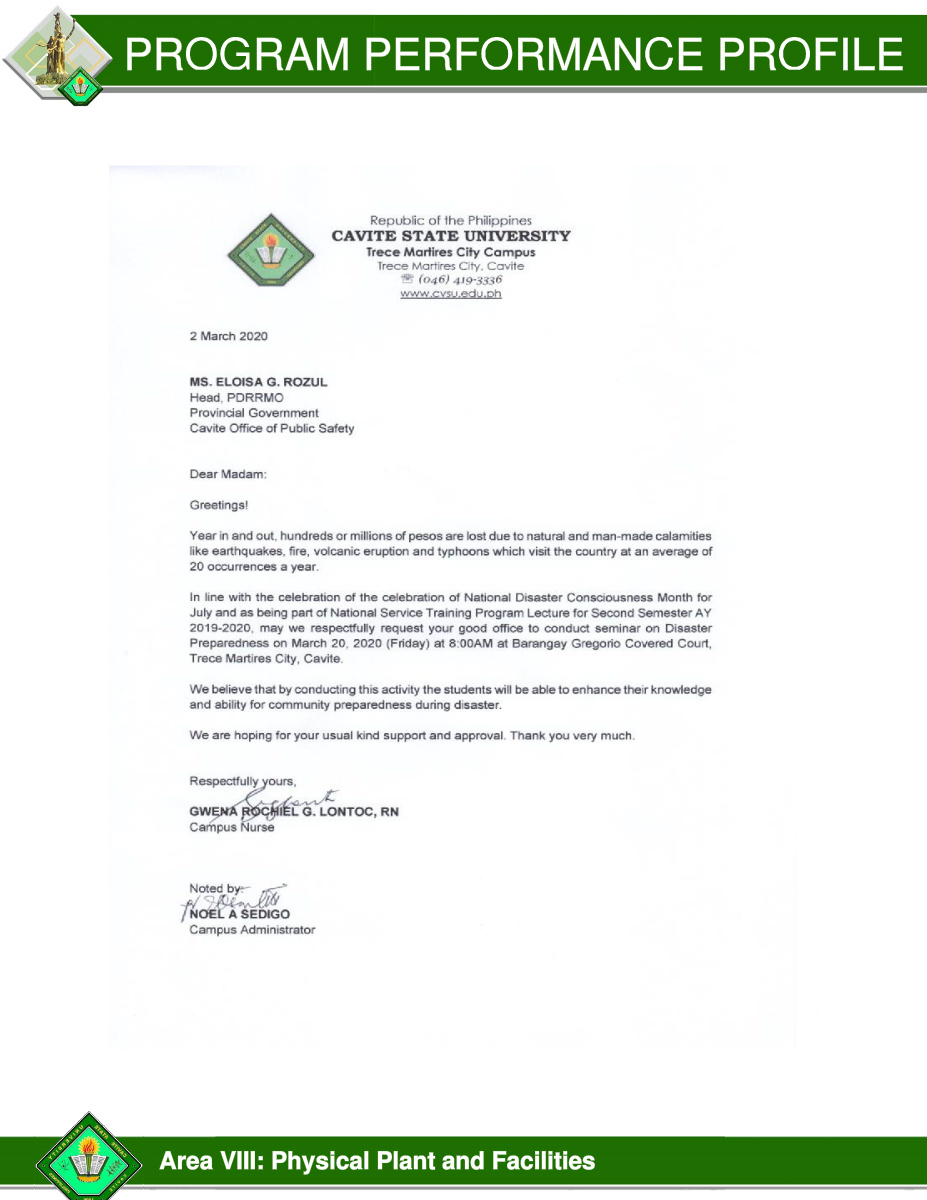 PROGRAM PERFORMANCE PROFILE
Republic of the Philippines
CAVITE STATE UNIVERSITY
Trece Martires City Campus
Trece Martires City, Cavite
☏ (046) 419-3336
www.cvsu.edu.ph
2 March 2020
MS. ELOISA G. ROZUL
Head, PDRRMO
Provincial Government
Cavite Office of Public Safety
Dear Madam:
Greetings!
Year in and out, hundreds or millions of pesos are lost due to natural and man-made calamities
like earthquakes, fire, volcanic eruption and typhoons which visit the country at an average of
20 occurrences a year.
In line with the celebration of the celebration of National Disaster Consciousness Month for
July and as being part of National Service Training Program Lecture for Second Semester AY
2019-2020, may we respectfully request your good office to conduct seminar on Disaster
Preparedness on March 20, 2020 (Friday) at 8:00AM at Barangay Gregorio Covered Court,
Trece Martires City, Cavite.
We believe that by conducting this activity the students will be able to enhance their knowledge
and ability for community preparedness during disaster.
We are hoping for your usual kind support and approval. Thank you very much.
Respectfully yours,
GWENA ROCHIEL G. LONTOC, RN
Campus Nurse
Noted by:
NOEL A SEDIGO
Campus Administrator
Area VIII: Physical Plant and Facilities